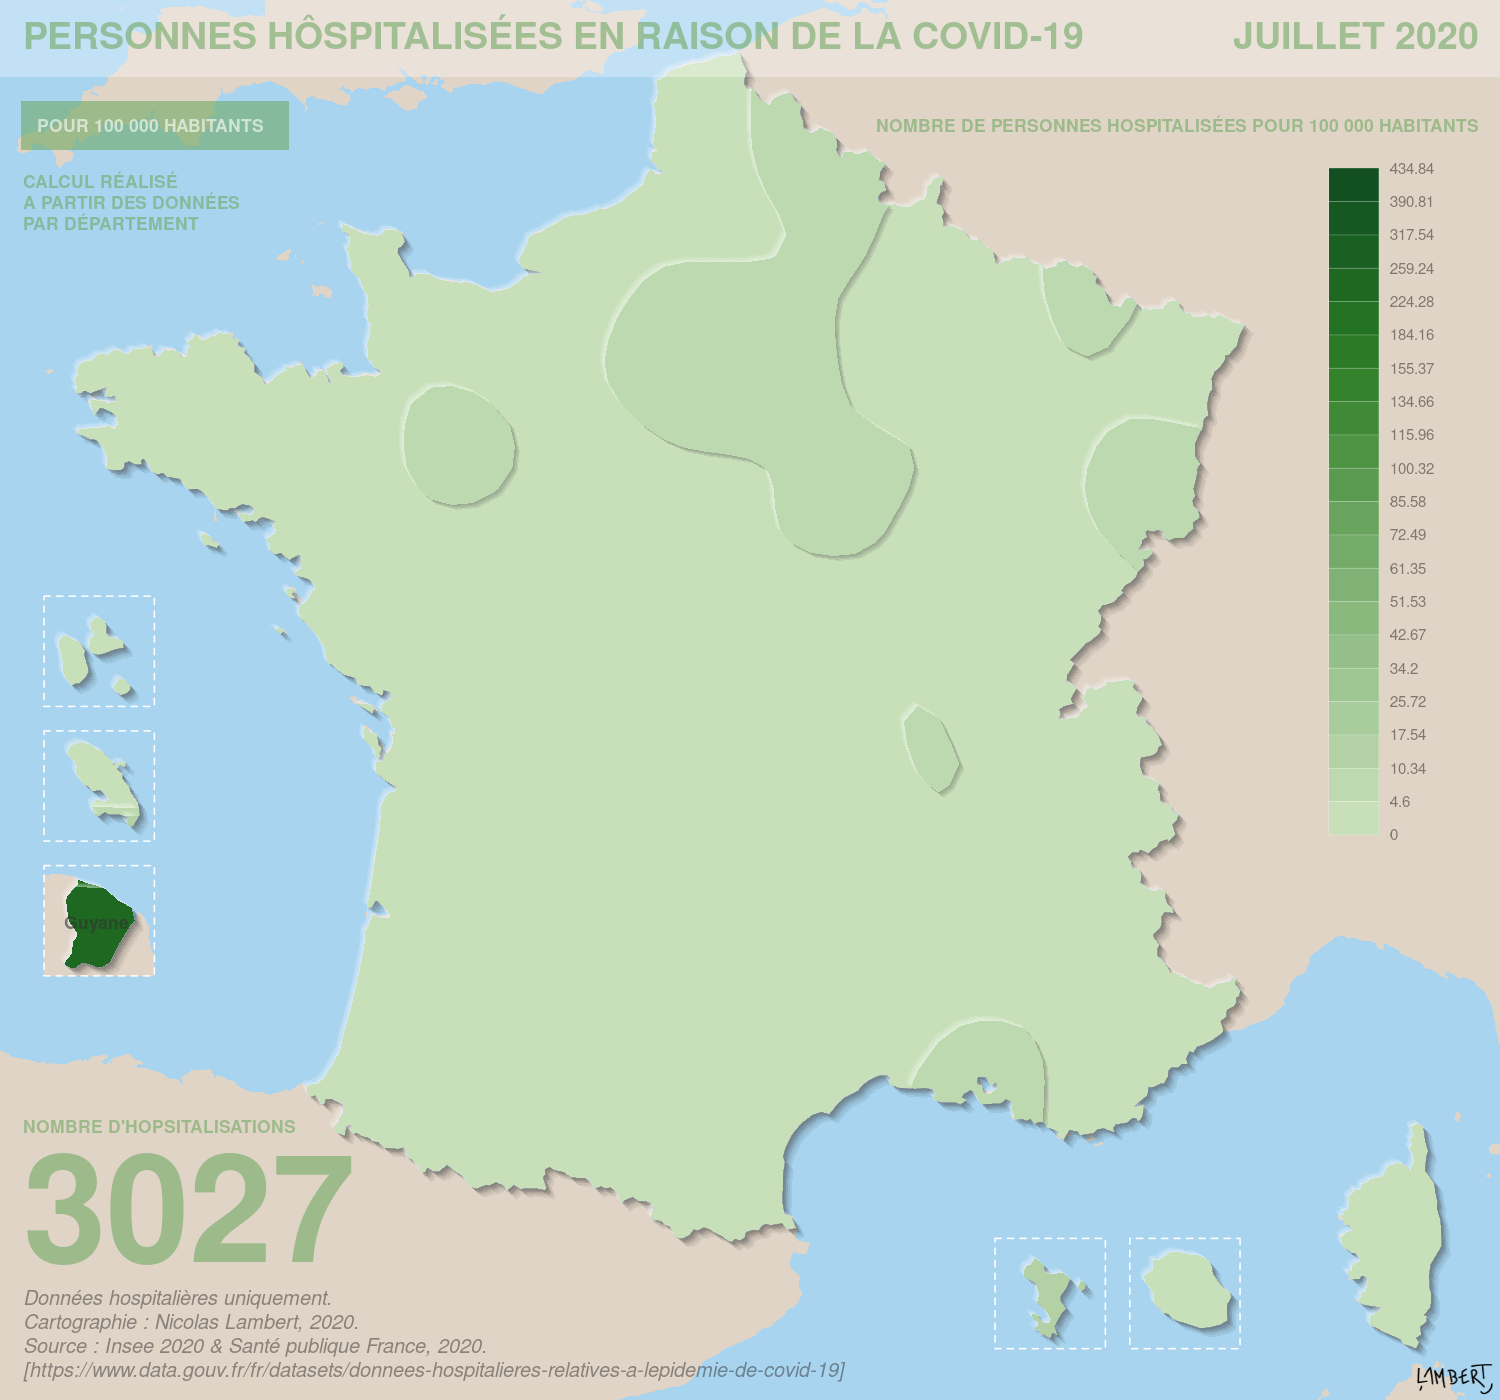 PERSONNES HÔSPITALISÉES EN RAISON DE LA COVID-19
JUILLET 2020
POUR 100 000 HABITANTS
CALCUL RÉALISÉ
A PARTIR DES DONNÉES
PAR DÉPARTEMENT
NOMBRE DE PERSONNES HOSPITALISÉES POUR 100 000 HABITANTS
434.84
390.81
317.54
259.24
224.28
184.16
155.37
134.66
115.96
100.32
85.58
72.49
61.35
51.53
42.67
34.2
25.72
17.54
10.34
4.6
0
Guyane
NOMBRE D'HOPSITALISATIONS
3027
Données hospitalières uniquement.
Cartographie : Nicolas Lambert, 2020.
Source : Insee 2020 & Santé publique France, 2020.
[https://www.data.gouv.fr/fr/datasets/donnees-hospitalieres-relatives-a-lepidemie-de-covid-19]
LAMBERT